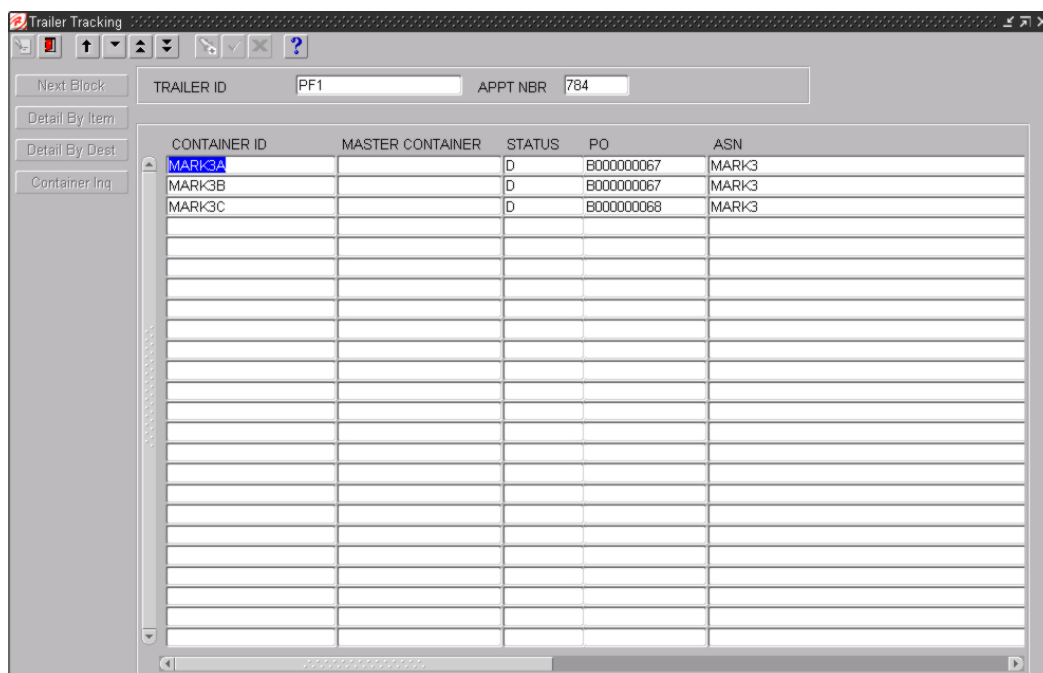 Trailer Tracking
?
Next Block
Detail By Item
Detail By Dest
Container Inq
TRAILER ID PF1 APPT NBR 784
CONTAINER ID MASTER CONTAINER STATUS PO ASN
MARK3A D B000000067 MARK3
MARK3B D B000000067 MARK3
MARK3C D B000000068 MARK3